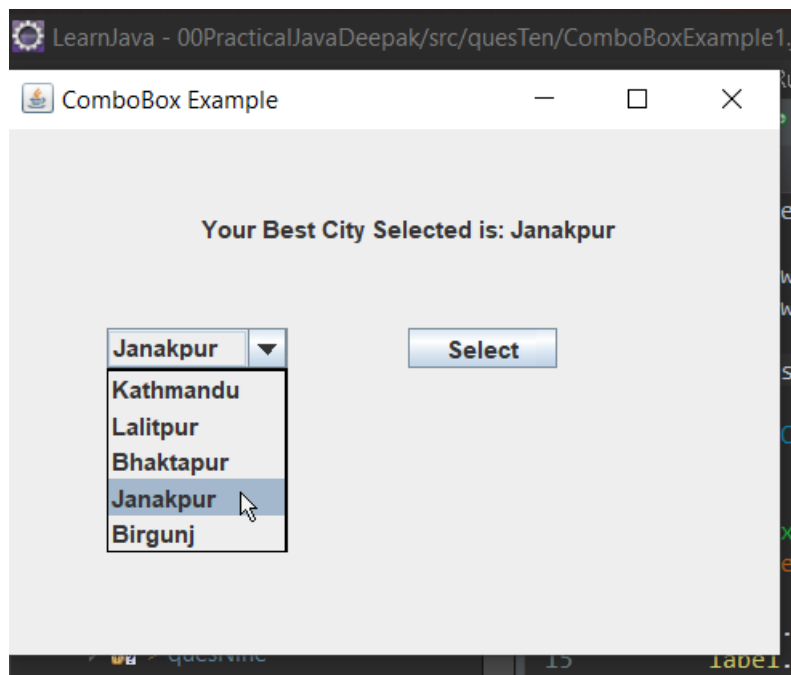 LearnJava - 00PracticalJavaDeepak/src/quesTen/ComboBoxExample1.
ComboBox Example
Your Best City Selected is: Janakpur
Janakpur
Select
Kathmandu
Lalitpur
Bhaktapur
Janakpur
Birgunj
quesNine
15
label.